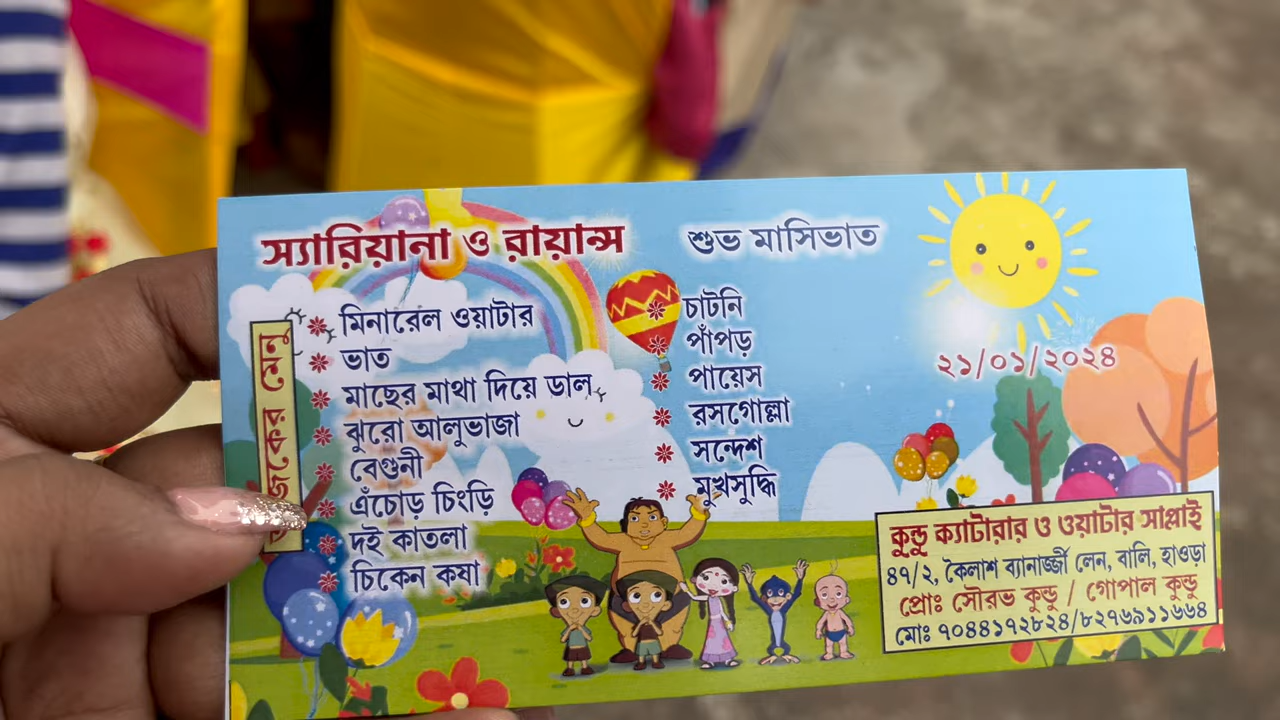 স্যারিয়ানা ও রায়ান্স
শুভ মাসিভাত
জকের মেনু
মিনারেল ওয়াটার
ভাত
মাছের মাথা দিয়ে ডাল
ঝুরো আলুভাজা
বেগুনী
এঁচোড় চিংড়ি
দই কাতলা
চিকেন কষা
চাটনি
পাঁপড়
পায়েস
রসগোল্লা
সন্দেশ
মুখসুদ্ধি
২১/০১/২০২৪
কুন্ডু ক্যাটারার ও ওয়াটার সাপ্লাই
৪৭/২, কৈলাশ ব্যানার্জ্জী লেন, বালি, হাওড়া
প্রোঃ সৌরভ কুন্ডু / গোপাল কুন্ডু
মোঃ ৭০৪৪১৭২৮২৪/৮২৭৬৯১১৬৬৪